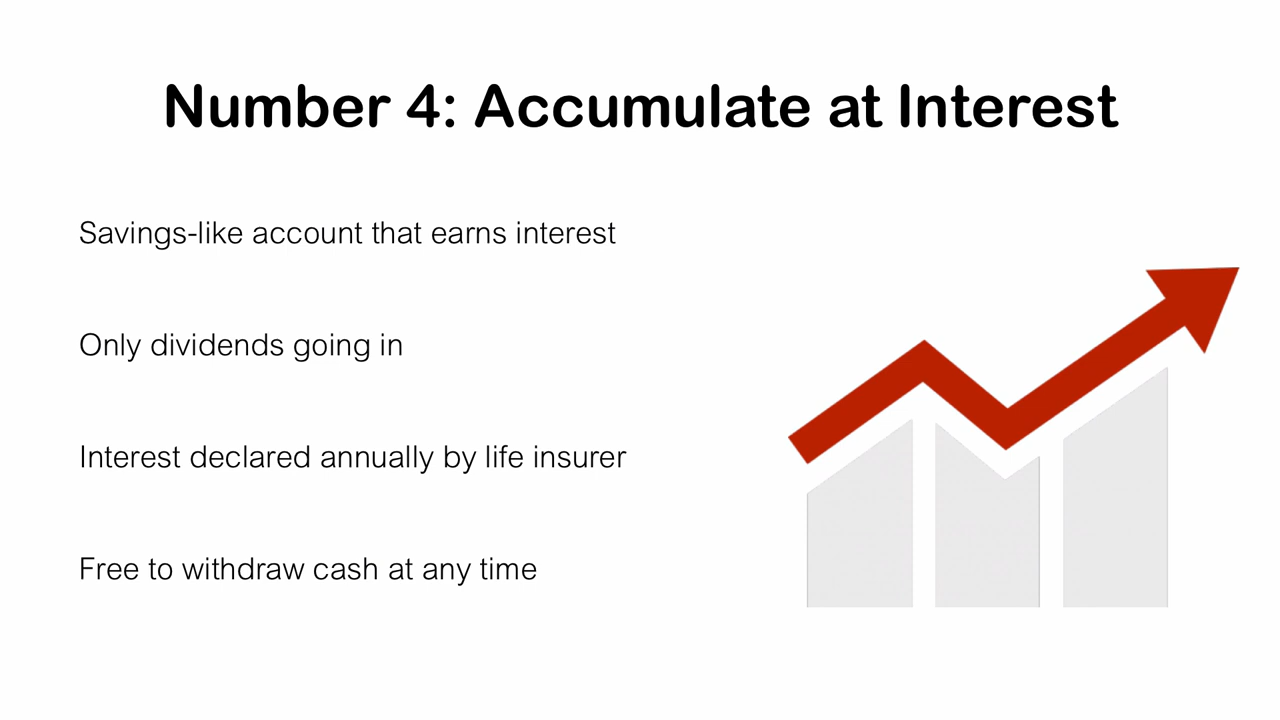 Number 4: Accumulate at Interest
Savings-like account that earns interest
Only dividends going in
Interest declared annually by life insurer
Free to withdraw cash at any time